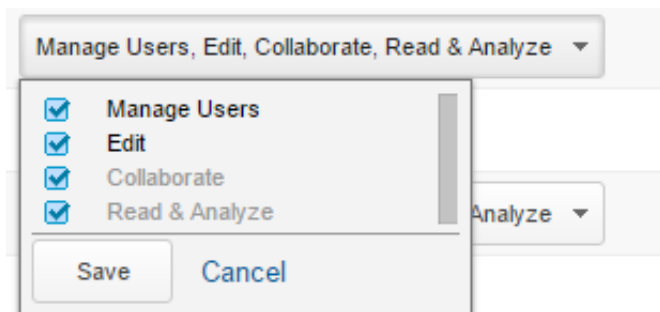 Manage Users, Edit, Collaborate, Read & Analyze
Manage Users
Edit
Collaborate
Read & Analyze
Analyze
Save Cancel